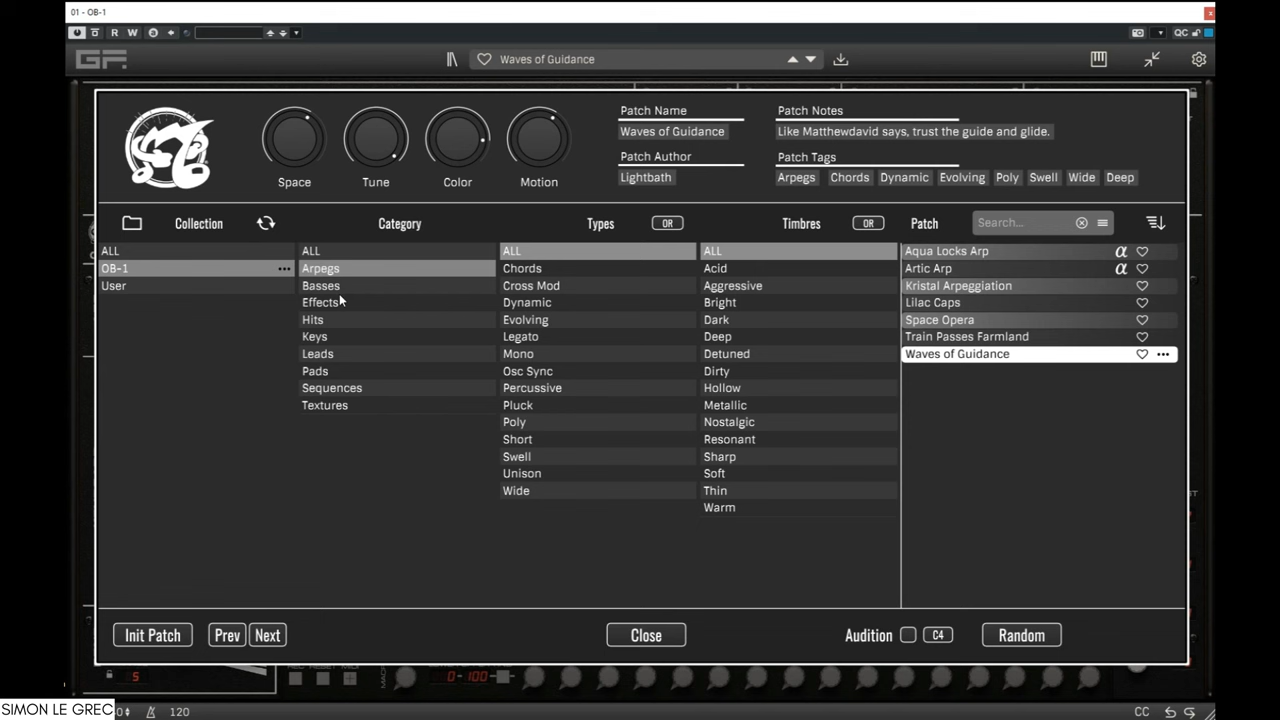 01 - OB-1
R W QC
GF. Waves of Guidance
Space Tune Color Motion
Patch Name
Waves of Guidance
Patch Author
Lightbath
Patch Notes
Like Matthewdavid says, trust the guide and glide.
Patch Tags
Arpegs Chords Dynamic Evolving Poly Swell Wide Deep
Collection Category Types OR Timbres OR Patch Search...
ALL
OB-1
User
ALL
Arpegs
Basses
Effects
Hits
Keys
Leads
Pads
Sequences
Textures
ALL
Chords
Cross Mod
Dynamic
Evolving
Legato
Mono
Osc Sync
Percussive
Pluck
Poly
Short
Swell
Unison
Wide
ALL
Acid
Aggressive
Bright
Dark
Deep
Detuned
Dirty
Hollow
Metallic
Nostalgic
Resonant
Sharp
Soft
Thin
Warm
Aqua Locks Arp α
Artic Arp α
Kristal Arpeggiation
Lilac Caps
Space Opera
Train Passes Farmland
Waves of Guidance
Init Patch Prev Next Close Audition C4 Random
5 0-100
SIMON LE GREC 120 CC